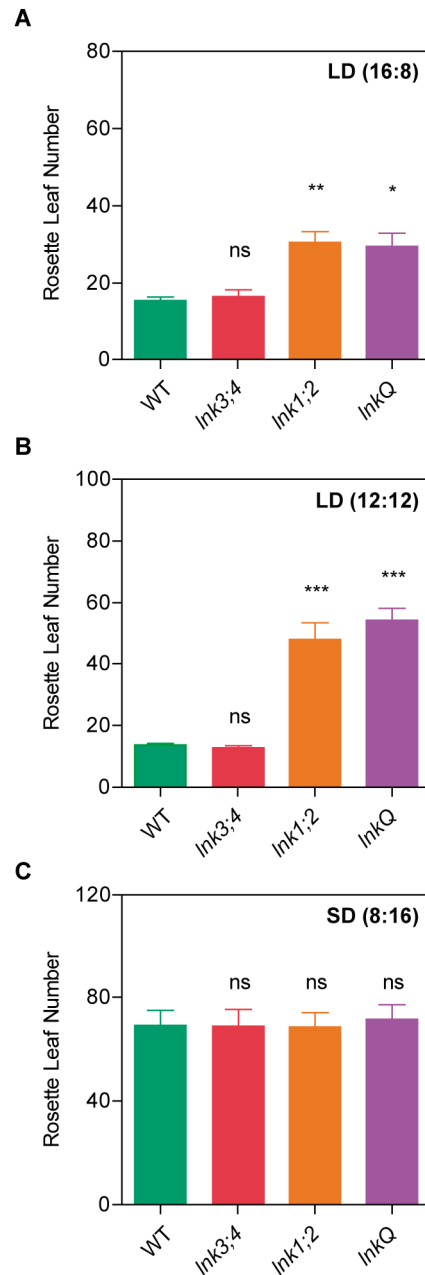 A
80
LD (16:8)
60
Rosette Leaf Number
40
** *
ns
20
0
WT lnk3;4 lnk1;2 lnkQ
B
100
LD (12:12)
80
Rosette Leaf Number
*** ***
60
40
ns
20
0
WT lnk3;4 lnk1;2 lnkQ
C
120
SD (8:16)
ns ns ns
80
Rosette Leaf Number
40
0
WT lnk3;4 lnk1;2 lnkQ